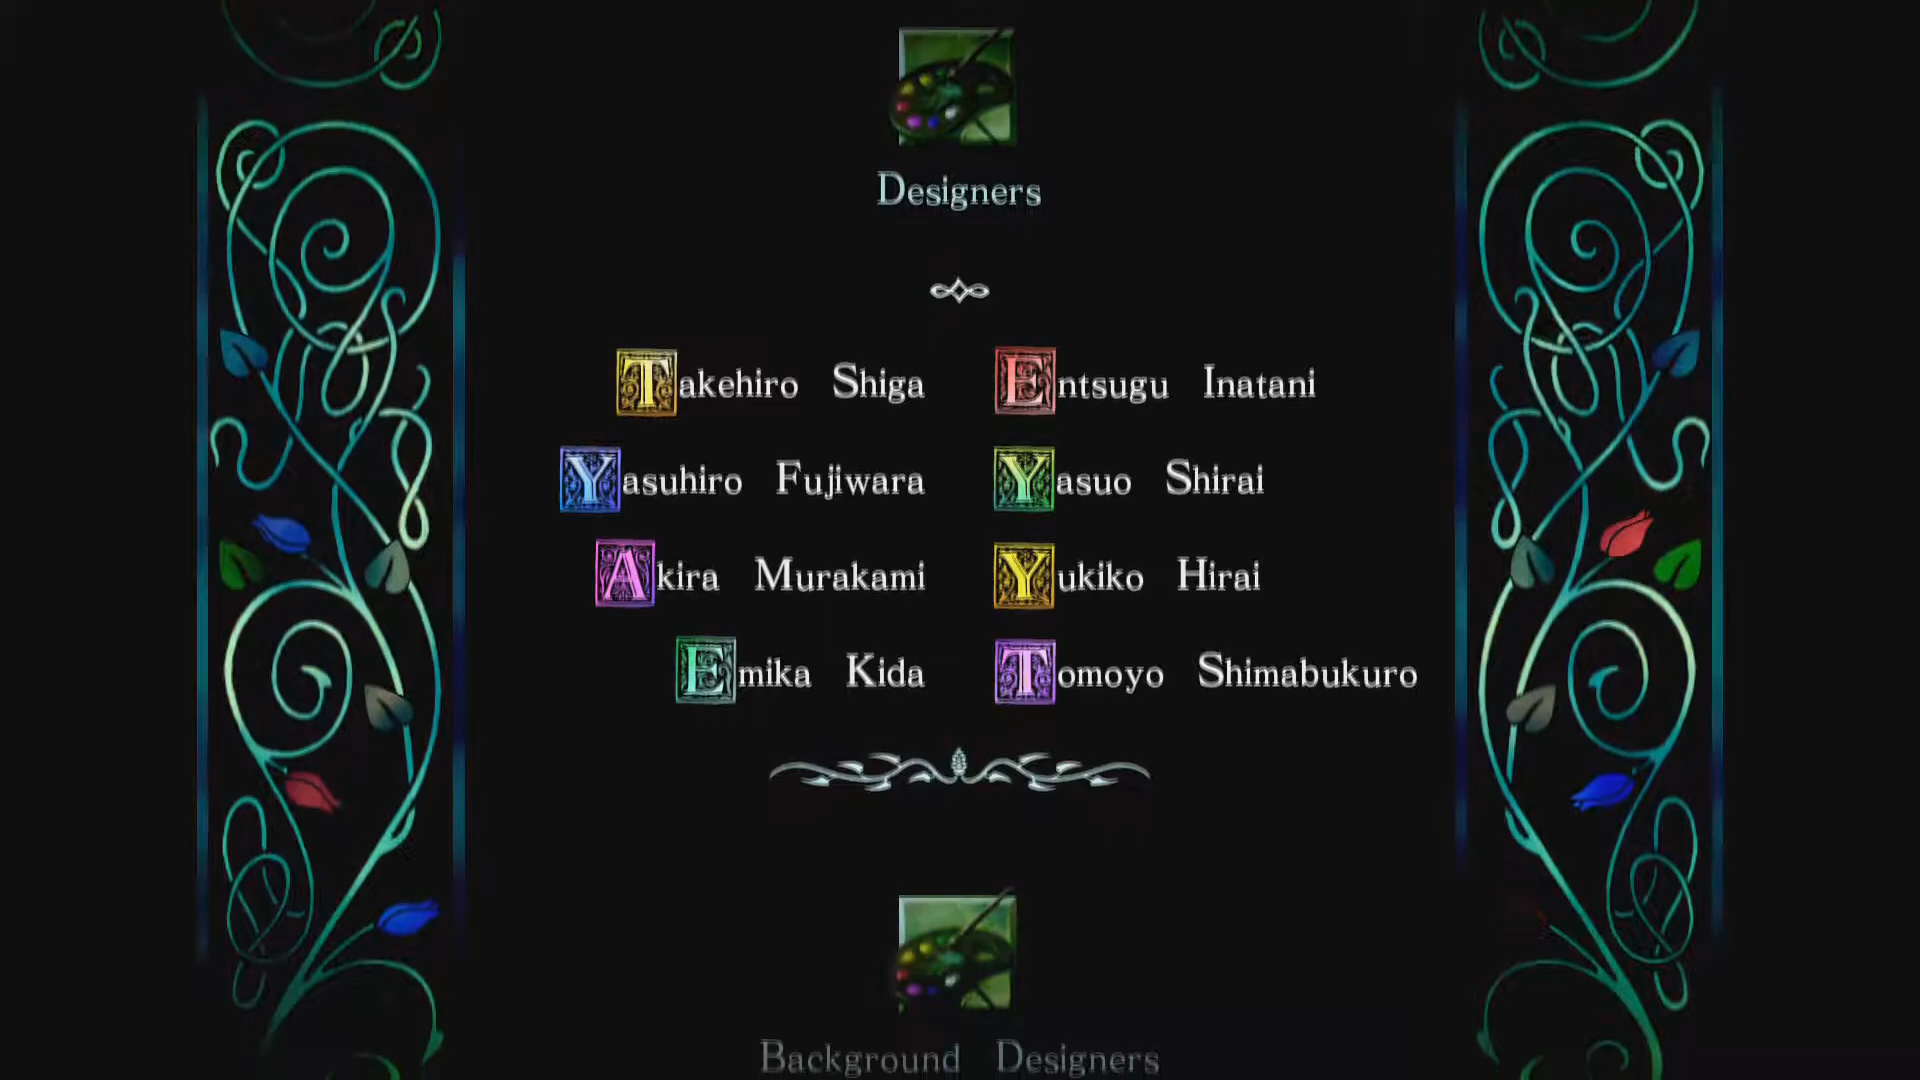 Designers
Takehiro Shiga Entsugu Inatani
Yasuhiro Fujiwara Yasuo Shirai
Akira Murakami Yukiko Hirai
Emika Kida Tomoyo Shimabukuro
Background Designers